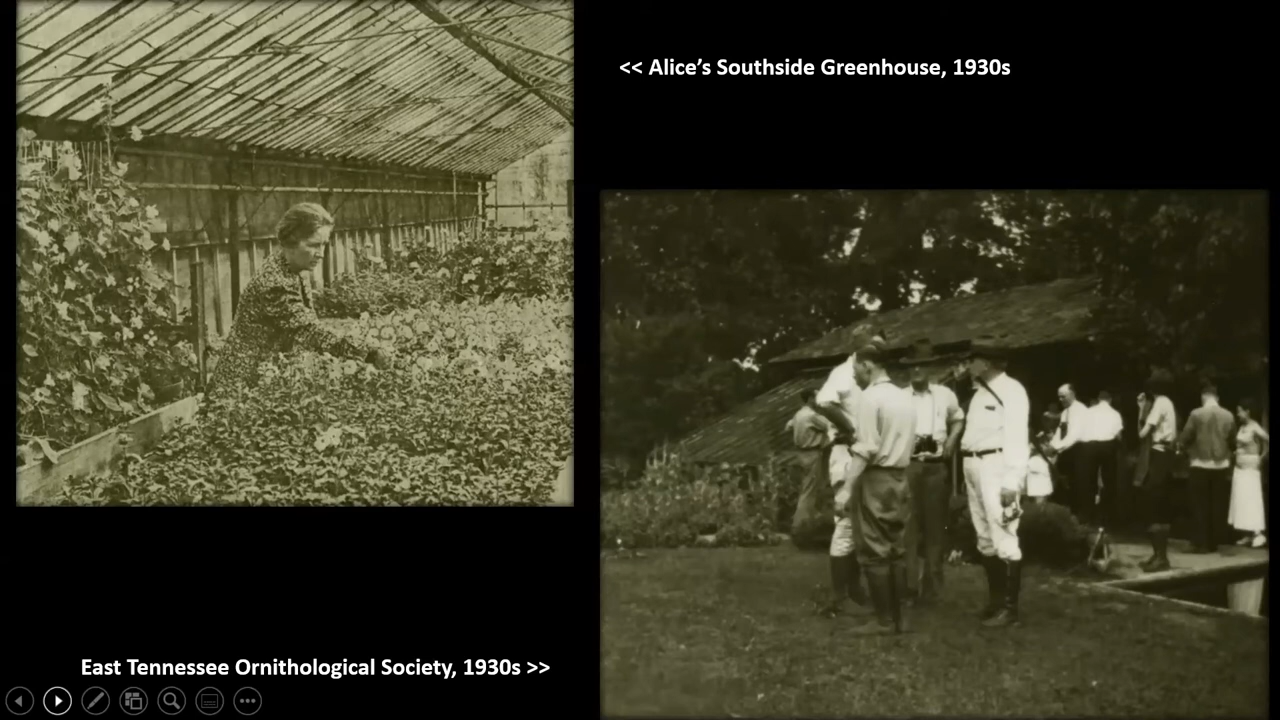 << Alice’s Southside Greenhouse, 1930s
East Tennessee Ornithological Society, 1930s >>